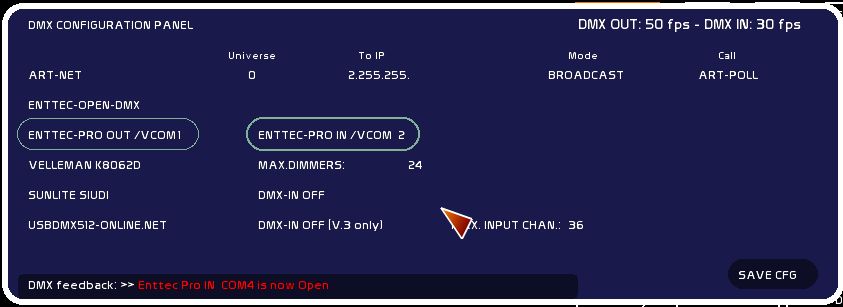 DMX CONFIGURATION PANEL DMX OUT: 50 fps - DMX IN: 30 fps
Universe To IP Mode Call
ART-NET 0 2.255.255. BROADCAST ART-POLL
ENTTEC-OPEN-DMX
ENTTEC-PRO OUT /VCOM1 ENTTEC-PRO IN /VCOM 2
VELLEMAN K8062D MAX.DIMMERS: 24
SUNLITE SIUDI DMX-IN OFF
USBDMX512-ONLINE.NET DMX-IN OFF (V.3 only) INPUT CHAN.: 36
SAVE CFG
DMX feedback: >> Enttec Pro IN COM4 is now Open